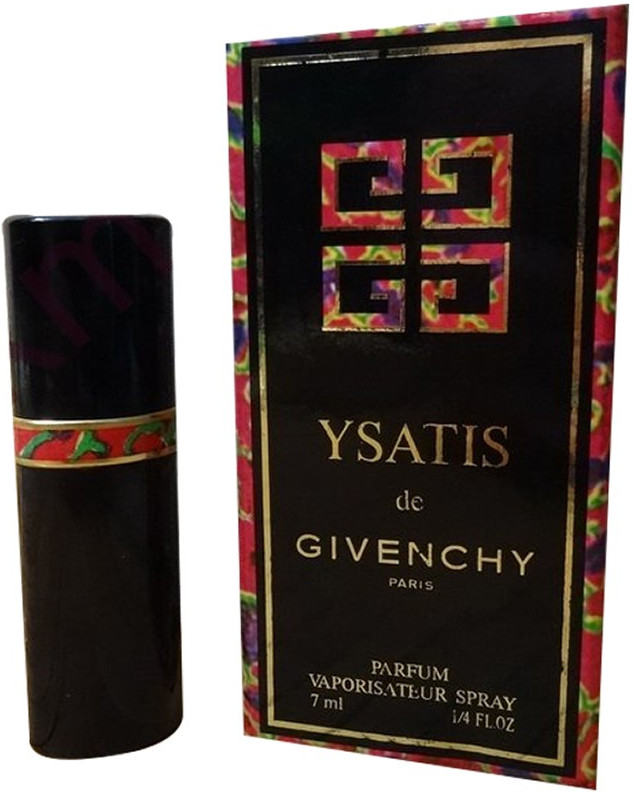 YSATIS
de
GIVENCHY
PARIS
PARFUM
VAPORISATEUR SPRAY
7 ml 1/4 FL.OZ